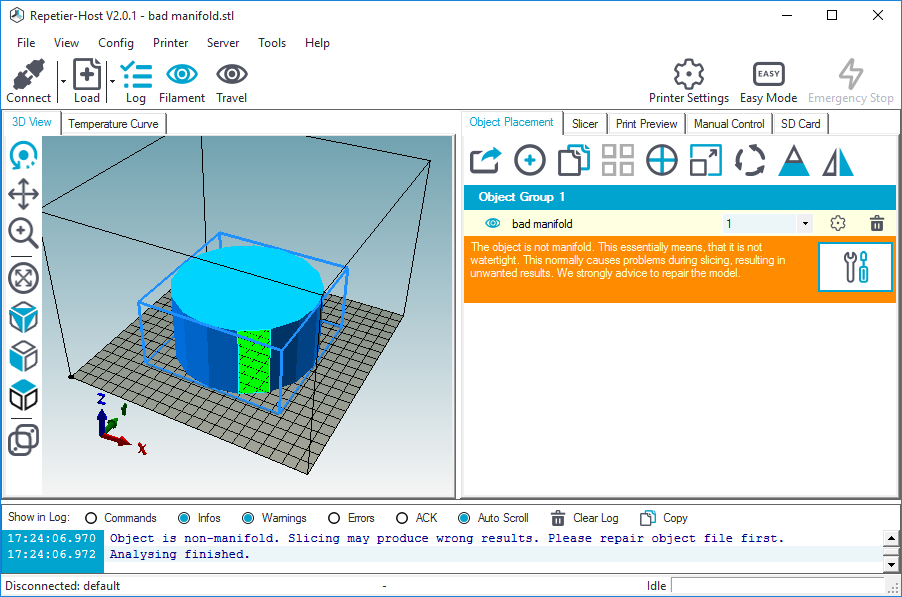 Repetier-Host V2.0.1 - bad manifold.stl
File View Config Printer Server Tools Help
Connect Load Log Filament Travel Printer Settings EASY Easy Mode Emergency Stop
3D View Temperature Curve
Object Placement Slicer Print Preview Manual Control SD Card
Object Group 1
bad manifold 1
The object is not manifold. This essentially means, that it is not
watertight. This normally causes problems during slicing, resulting in
unwanted results. We strongly advice to repair the model.
Z
Y
X
Show in Log: Commands Infos Warnings Errors ACK Auto Scroll Clear Log Copy
17:24:06.970 Object is non-manifold. Slicing may produce wrong results. Please repair object file first.
17:24:06.972 Analysing finished.
Disconnected: default - Idle